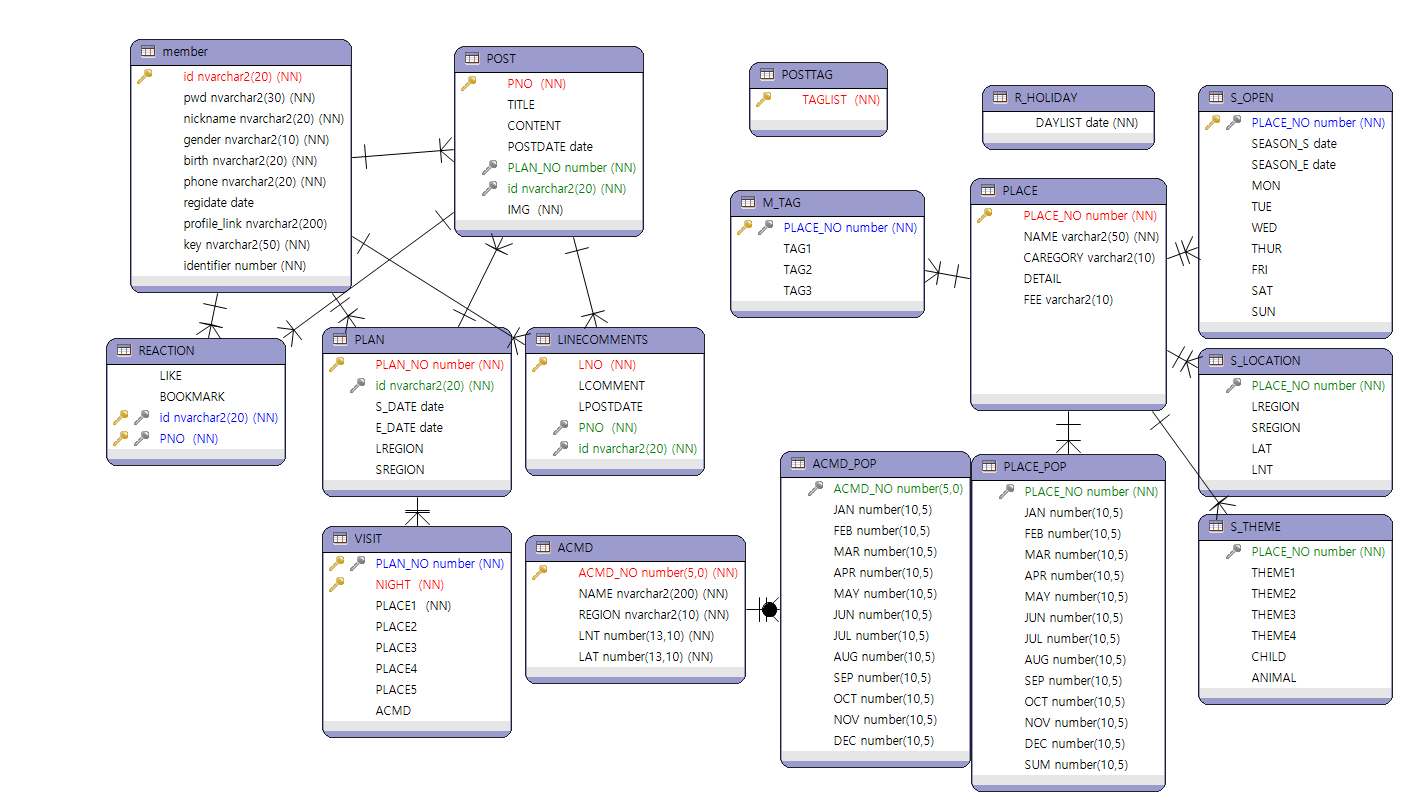 member
id nvarchar2(20) (NN)
pwd nvarchar2(30) (NN)
nickname nvarchar2(20) (NN)
gender nvarchar2(10) (NN)
birth nvarchar2(20) (NN)
phone nvarchar2(20) (NN)
regidate date
profile_link nvarchar2(200)
key nvarchar2(50) (NN)
identifier number (NN)
POST
PNO (NN)
TITLE
CONTENT
POSTDATE date
PLAN_NO number (NN)
id nvarchar2(20) (NN)
IMG (NN)
POSTTAG
TAGLIST (NN)
R_HOLIDAY
DAYLIST date (NN)
S_OPEN
PLACE_NO number (NN)
SEASON_S date
SEASON_E date
MON
TUE
WED
THUR
FRI
SAT
SUN
M_TAG
PLACE_NO number (NN)
TAG1
TAG2
TAG3
PLACE
PLACE_NO number (NN)
NAME varchar2(50) (NN)
CAREGORY varchar2(10)
DETAIL
FEE varchar2(10)
REACTION
LIKE
BOOKMARK
id nvarchar2(20) (NN)
PNO (NN)
PLAN
PLAN_NO number (NN)
id nvarchar2(20) (NN)
S_DATE date
E_DATE date
LREGION
SREGION
LINECOMMENTS
LNO (NN)
LCOMMENT
LPOSTDATE
PNO (NN)
id nvarchar2(20) (NN)
S_LOCATION
PLACE_NO number (NN)
LREGION
SREGION
LAT
LNT
VISIT
PLAN_NO number (NN)
NIGHT (NN)
PLACE1 (NN)
PLACE2
PLACE3
PLACE4
PLACE5
ACMD
ACMD
ACMD_NO number(5,0) (NN)
NAME nvarchar2(200) (NN)
REGION nvarchar2(10) (NN)
LNT number(13,10) (NN)
LAT number(13,10) (NN)
ACMD_POP
ACMD_NO number(5,0)
JAN number(10,5)
FEB number(10,5)
MAR number(10,5)
APR number(10,5)
MAY number(10,5)
JUN number(10,5)
JUL number(10,5)
AUG number(10,5)
SEP number(10,5)
OCT number(10,5)
NOV number(10,5)
DEC number(10,5)
PLACE_POP
PLACE_NO number (NN)
JAN number(10,5)
FEB number(10,5)
MAR number(10,5)
APR number(10,5)
MAY number(10,5)
JUN number(10,5)
JUL number(10,5)
AUG number(10,5)
SEP number(10,5)
OCT number(10,5)
NOV number(10,5)
DEC number(10,5)
SUM number(10,5)
S_THEME
PLACE_NO number (NN)
THEME1
THEME2
THEME3
THEME4
CHILD
ANIMAL